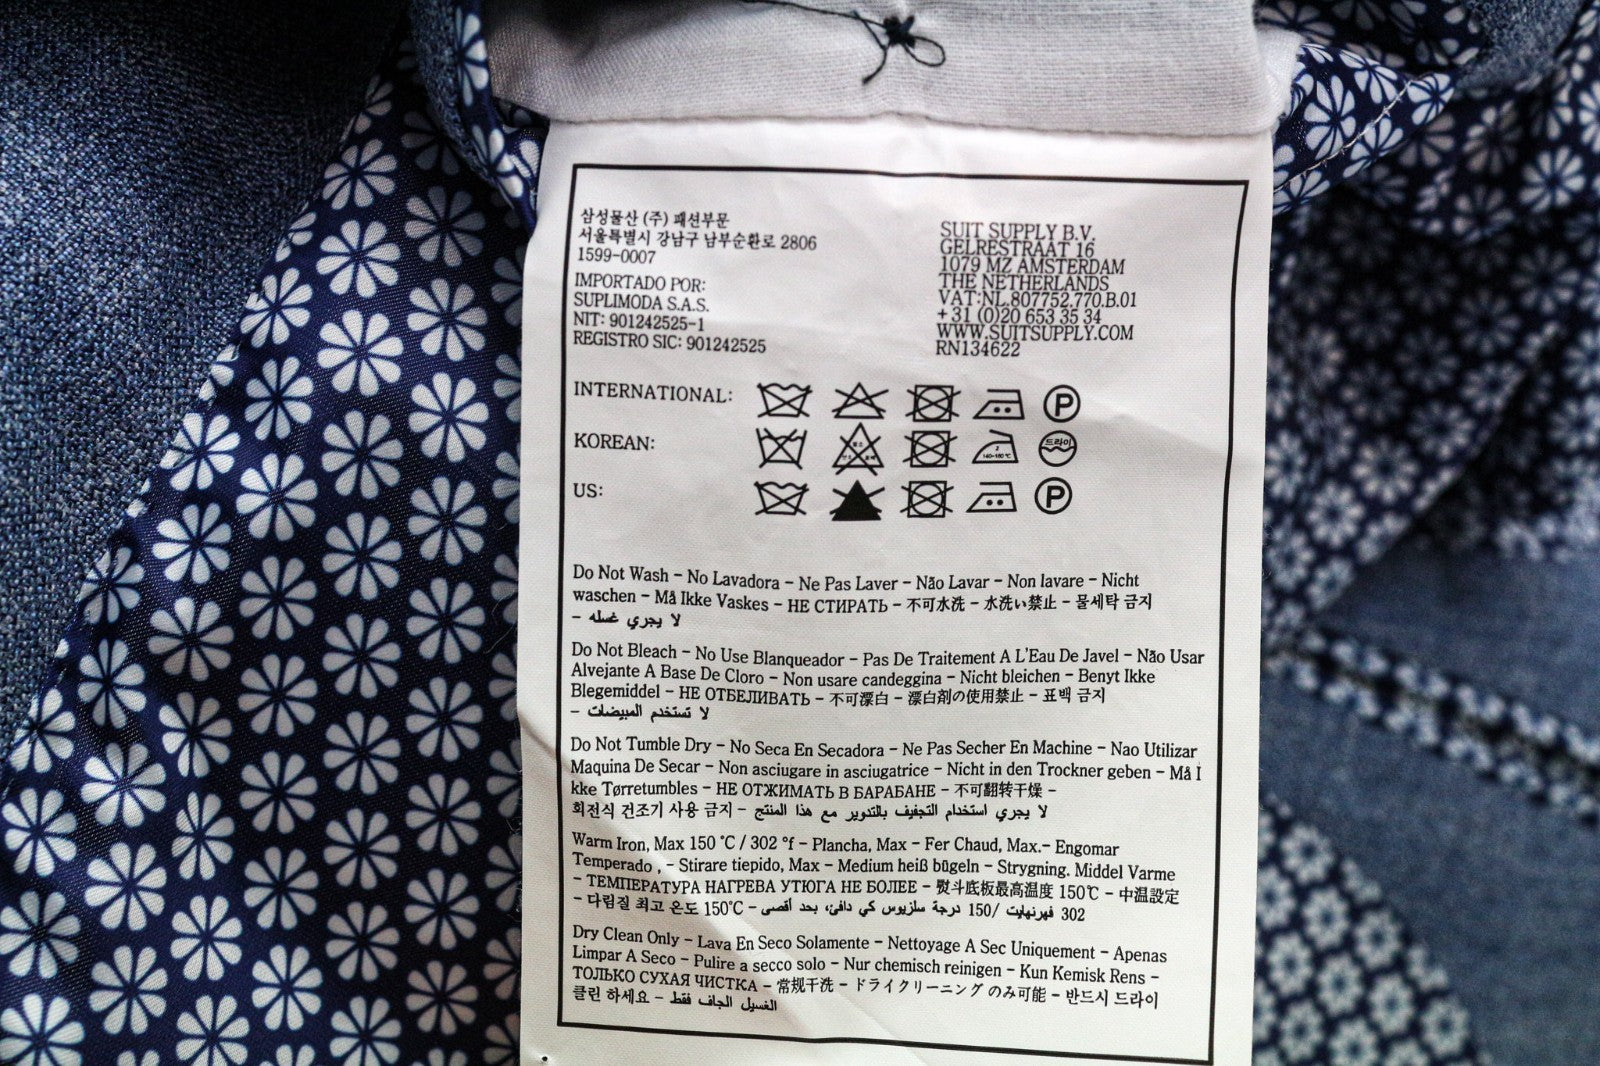 삼성물산 (주) 패션부문
서울특별시 강남구 남부순환로 2806
1599-0007
IMPORTADO POR:
SUPLIMODA S.A.S.
NIT: 901242525-1
REGISTRO SIC: 901242525
SUIT SUPPLY B.V.
GELRESTRAAT 16
1079 MZ AMSTERDAM
THE NETHERLANDS
VAT:NL.807752.770.B.01
+ 31 (0)20 653 35 34
WWW.SUITSUPPLY.COM
RN134622
INTERNATIONAL:
P
KOREAN:
드라이
US:
P
Do Not Wash – No Lavadora – Ne Pas Laver – Não Lavar – Non lavare – Nicht
waschen – Må Ikke Vaskes – НЕ СТИРАТЬ – 不可水洗 – 水洗い禁止 – 물세탁 금지
– لا يجري غسله
Do Not Bleach – No Use Blanqueador – Pas De Traitement A L'Eau De Javel – Não Usar
Alvejante A Base De Cloro – Non usare candeggina – Nicht bleichen – Benyt Ikke
Blegemiddel – НЕ ОТБЕЛИВАТЬ – 不可漂白 – 漂白剤の使用禁止 – 표백 금지
– لا تستخدم المبيضات
Do Not Tumble Dry – No Seca En Secadora – Ne Pas Secher En Machine – Nao Utilizar
Maquina De Secar – Non asciugare in asciugatrice – Nicht in den Trockner geben – Må I
kke Tørretumbles – НЕ ОТЖИМАТЬ В БАРАБАНЕ – 不可翻转干燥 –
회전식 건조기 사용 금지 – لا يجري استخدام التجفيف بالتدوير مع هذا المنتج
Warm Iron, Max 150 ℃ / 302 °f – Plancha, Max – Fer Chaud, Max.– Engomar
Temperado , – Stirare tiepido, Max – Medium heiß bügeln – Strygning. Middel Varme
– ТЕМПЕРАТУРА НАГРЕВА УТЮГА НЕ БОЛЕЕ – 熨斗底板最高温度 150℃ – 中温設定
– 다림질 최고 온도 150℃ – كي دافئ، بحد أقصى 150 درجة سلزيوس/ 302 فهرنهايت
Dry Clean Only – Lava En Seco Solamente – Nettoyage A Sec Uniquement – Apenas
Limpar A Seco – Pulire a secco solo – Nur chemisch reinigen – Kun Kemisk Rens –
ТОЛЬКО СУХАЯ ЧИСТКА – 常规干洗 – ドライクリーニング のみ可能 – 반드시 드라이
클린 하세요 – الغسيل الجاف فقط